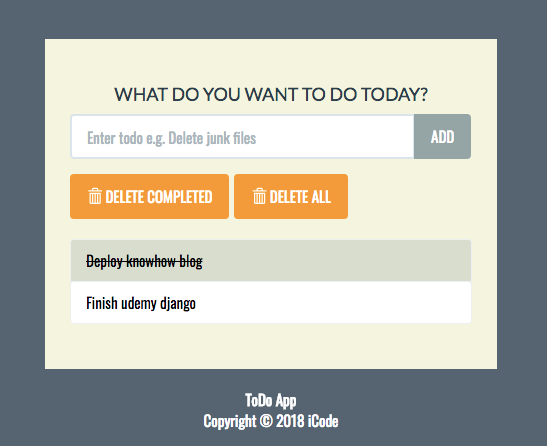 WHAT DO YOU WANT TO DO TODAY?
Enter todo e.g. Delete junk files
ADD
DELETE COMPLETED
DELETE ALL
Deploy knowhow blog
Finish udemy django
ToDo App
Copyright © 2018 iCode